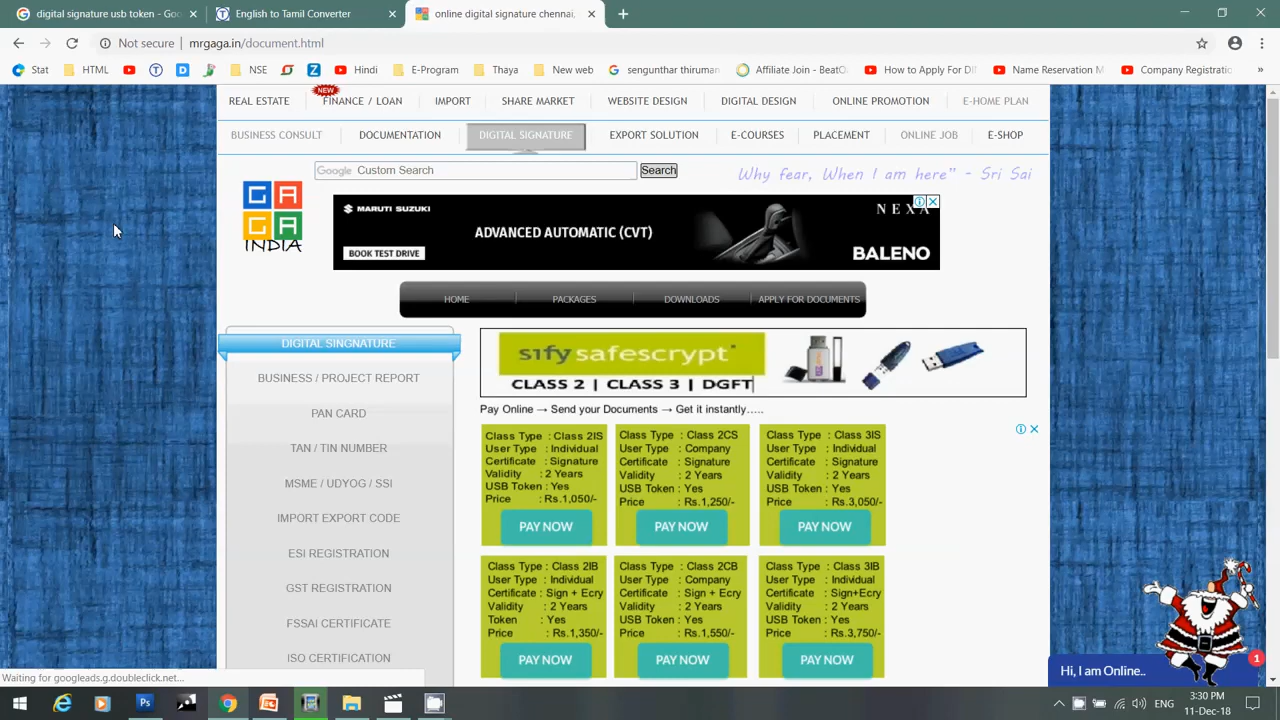 digital signature usb token - Go
digital signature chennai
Not secure mrgaga.in/document.html
Stat HTML NSE Z Hindi E-Program Thaya New web sengunthar thiruman Affiliate Join - BeatO How to Apply For DI Name Reservation M Company Registratio »
REAL ESTATE NEW FINANCE / LOAN IMPORT SHARE MARKET WEBSITE DESIGN DIGITAL DESIGN ONLINE PROMOTION E-HOME PLAN
BUSINESS CONSULT DOCUMENTATION DIGITAL SIGNATURE EXPORT SOLUTION E-COURSES PLACEMENT ONLINE JOB E-SHOP
Google Custom Search Search
Why fear, When I am here" - Sri Sai
GA
GA
INDIA
MARUTI SUZUKI
BOOK TEST DRIVE
ADVANCED AUTOMATIC (CVT)
NEXA
BALENO
HOME PACKAGES DOWNLOADS APPLY FOR DOCUMENTS
DIGITAL SINGNATURE
BUSINESS / PROJECT REPORT
PAN CARD
TAN / TIN NUMBER
MSME / UDYOG / SSI
IMPORT EXPORT CODE
ESI REGISTRATION
GST REGISTRATION
FSSAI CERTIFICATE
ISO CERTIFICATION
sify safescrypt
CLASS 2 | CLASS 3 | DGFT
Pay Online → Send your Documents → Get it instantly.....
Class Type : Class 2IS
User Type : Individual
Certificate : Signature
Validity : 2 Years
USB Token : Yes
Price : Rs.1,050/-
PAY NOW
Class Type : Class 2CS
User Type : Company
Certificate : Signature
Validity : 2 Years
USB Token : Yes
Price : Rs.1,250/-
PAY NOW
Class Type : Class 3IS
User Type : Individual
Certificate : Signature
Validity : 2 Years
USB Token : Yes
Price : Rs.3,050/-
PAY NOW
Class Type : Class 2IB
User Type : Individual
Certificate : Sign + Ecry
Validity : 2 Years
Token : Yes
Price : Rs.1,350/-
PAY NOW
Class Type : Class 2CB
User Type : Company
Certificate : Sign + Ecry
Validity : 2 Years
USB Token : Yes
Price : Rs.1,550/-
PAY NOW
Class Type : Class 3IB
User Type : Individual
Certificate : Sign+Ecry
Validity : 2 Years
USB Token : Yes
Price : Rs.3,750/-
PAY NOW
Hi, I am Online..
1
Waiting for googleads.g.doubleclick.net...
3:30 PM
11-Dec-18